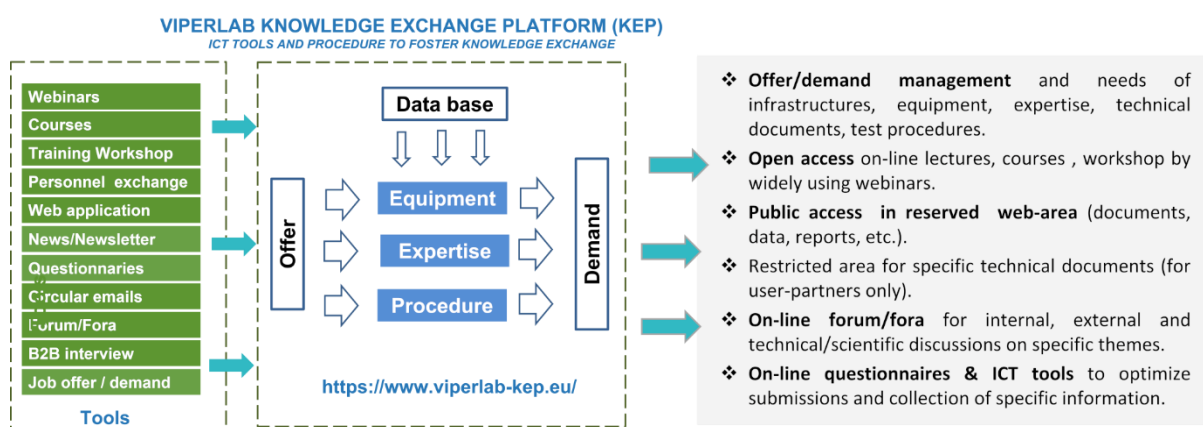 VIPERLAB KNOWLEDGE EXCHANGE PLATFORM (KEP)
ICT TOOLS AND PROCEDURE TO FOSTER KNOWLEDGE EXCHANGE
Webinars
Courses
Training Workshop
Personnel exchange
Web application
News/Newsletter
Questionnaries
Circular emails
Forum/Fora
B2B interview
Job offer / demand
Tools
Data base
Offer
Equipment
Expertise
Procedure
Demand
https://www.viperlab-kep.eu/
❖ Offer/demand management and needs of
infrastructures, equipment, expertise, technical
documents, test procedures.
❖ Open access on-line lectures, courses , workshop by
widely using webinars.
❖ Public access in reserved web-area (documents,
data, reports, etc.).
❖ Restricted area for specific technical documents (for
user-partners only).
❖ On-line forum/fora for internal, external and
technical/scientific discussions on specific themes.
❖ On-line questionnaires & ICT tools to optimize
submissions and collection of specific information.